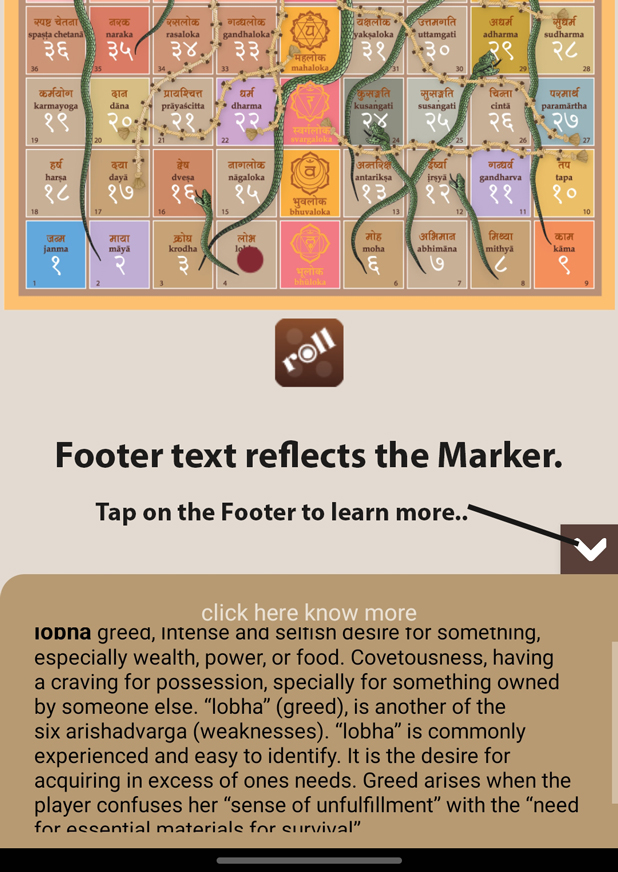 स्पष्ट चेतना
spaṣṭa chetanā
३६
36
नरक
naraka
३५
35
रसलोक
rasaloka
३४
34
गन्धलोक
gandhaloka
३३
33
यं
महलोक
mahaloka
यक्षलोक
yakṣaloka
३१
31
उत्तमगति
uttamgati
३०
30
अधर्म
adharma
२९
29
सुधर्म
sudharma
२८
28
कर्मयोग
karmayoga
१९
19
दान
dāna
२०
20
प्रायश्चित्त
prāyaścitta
२१
21
धर्म
dharma
२२
22
रं
स्वर्गलोक
svargaloka
कुसङ्गति
kusaṅgati
२४
24
सुसङ्गति
susaṅgati
२५
25
चिन्ता
cintā
२६
26
परमार्थ
paramārtha
२७
27
हर्ष
harṣa
१८
18
दया
dayā
१७
17
द्वेष
dveṣa
१६
16
नागलोक
nāgaloka
१५
15
भुवलोक
bhuvaloka
अन्तरिक्ष
antarikṣa
१३
13
ईर्ष्या
irṣyā
१२
12
गन्धर्व
gandharva
११
11
तप
tapa
१०
10
जन्म
janma
१
1
माया
māyā
२
2
क्रोध
krodha
३
3
लोभ
4
भूलोक
bhūloka
मोह
moha
६
6
अभिमान
abhimāna
७
7
मिथ्या
mithyā
८
8
काम
kāma
९
9
roll
Footer text reflects the Marker.
Tap on the Footer to learn more..
click here know more
lobha greed, intense and selfish desire for something,
especially wealth, power, or food. Covetousness, having
a craving for possession, specially for something owned
by someone else. “lobha” (greed), is another of the
six arishadvarga (weaknesses). “lobha” is commonly
experienced and easy to identify. It is the desire for
acquiring in excess of ones needs. Greed arises when the
player confuses her “sense of unfulfillment” with the “need
for essential materials for survival”